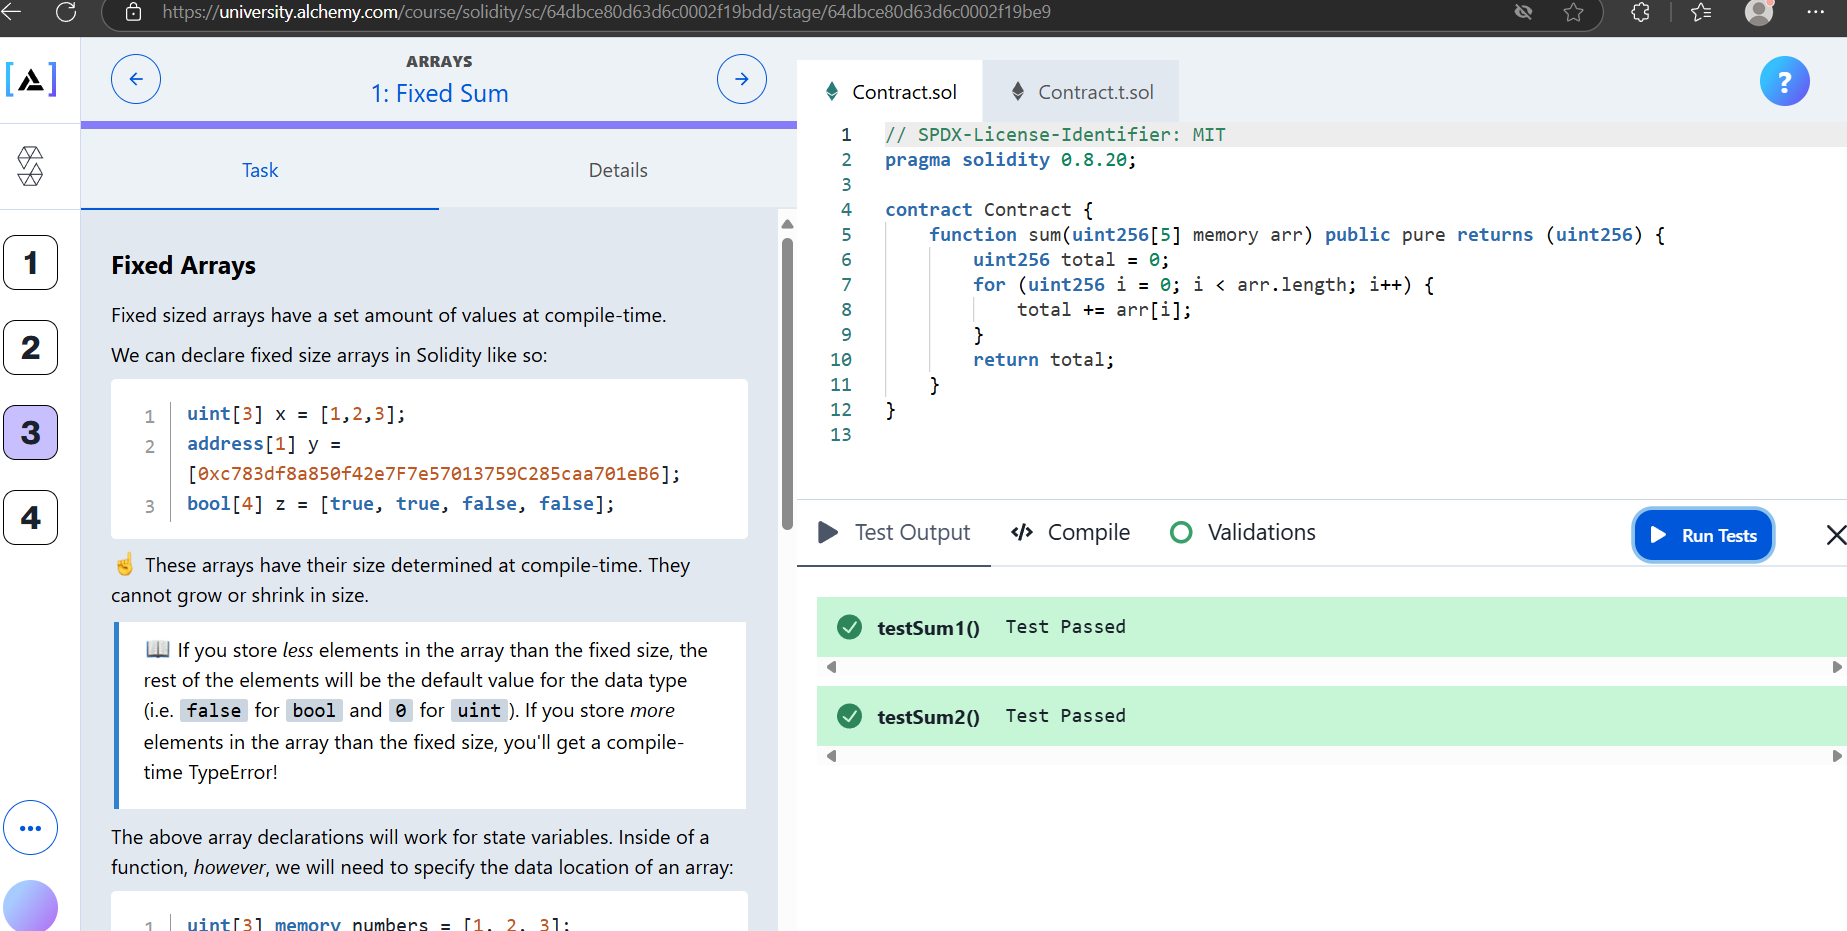 https://university.alchemy.com/course/solidity/sc/64dbce80d63d6c0002f19bdd/stage/64dbce80d63d6c0002f19be9
ARRAYS
1: Fixed Sum
Task
Details
1
2
3
4
Fixed Arrays
Fixed sized arrays have a set amount of values at compile-time.
We can declare fixed size arrays in Solidity like so:
1 uint[3] x = [1,2,3];
2 address[1] y =
[0xc783df8a850f42e7F7e57013759C285caa701eB6];
3 bool[4] z = [true, true, false, false];
☝️ These arrays have their size determined at compile-time. They
cannot grow or shrink in size.
📖 If you store less elements in the array than the fixed size, the
rest of the elements will be the default value for the data type
(i.e. false for bool and 0 for uint). If you store more
elements in the array than the fixed size, you'll get a compile-
time TypeError!
The above array declarations will work for state variables. Inside of a
function, however, we will need to specify the data location of an array:
1 uint[3] memory numbers = [1, 2, 3];
Contract.sol
Contract.t.sol
?
1 // SPDX-License-Identifier: MIT
2 pragma solidity 0.8.20;
3
4 contract Contract {
5 function sum(uint256[5] memory arr) public pure returns (uint256) {
6 uint256 total = 0;
7 for (uint256 i = 0; i < arr.length; i++) {
8 total += arr[i];
9 }
10 return total;
11 }
12 }
13
Test Output
</> Compile
Validations
Run Tests
testSum1() Test Passed
testSum2() Test Passed